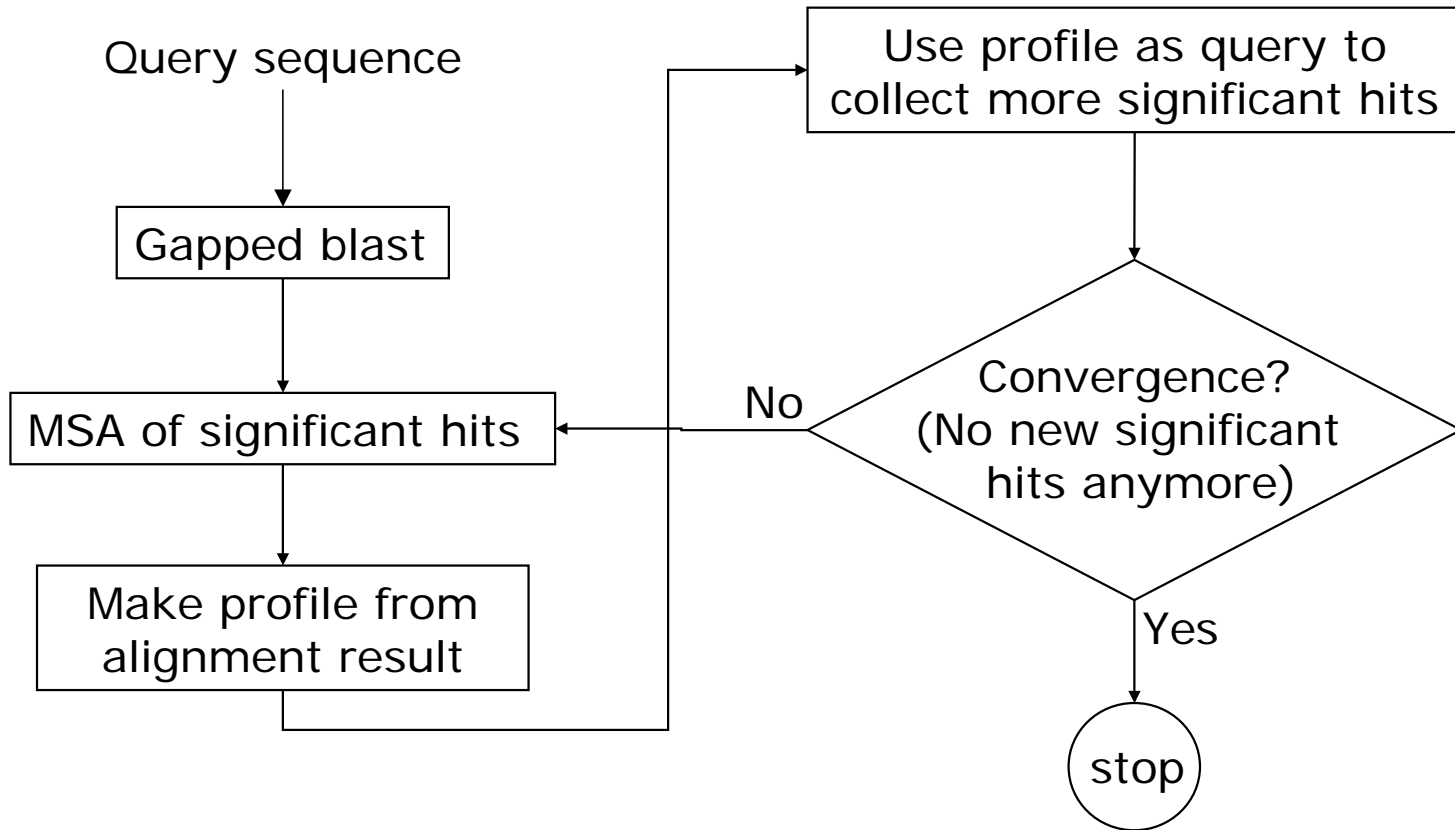 Query sequence
Gapped blast
MSA of significant hits
Make profile from
alignment result
Use profile as query to
collect more significant hits
Convergence?
(No new significant
hits anymore)
No
Yes
stop